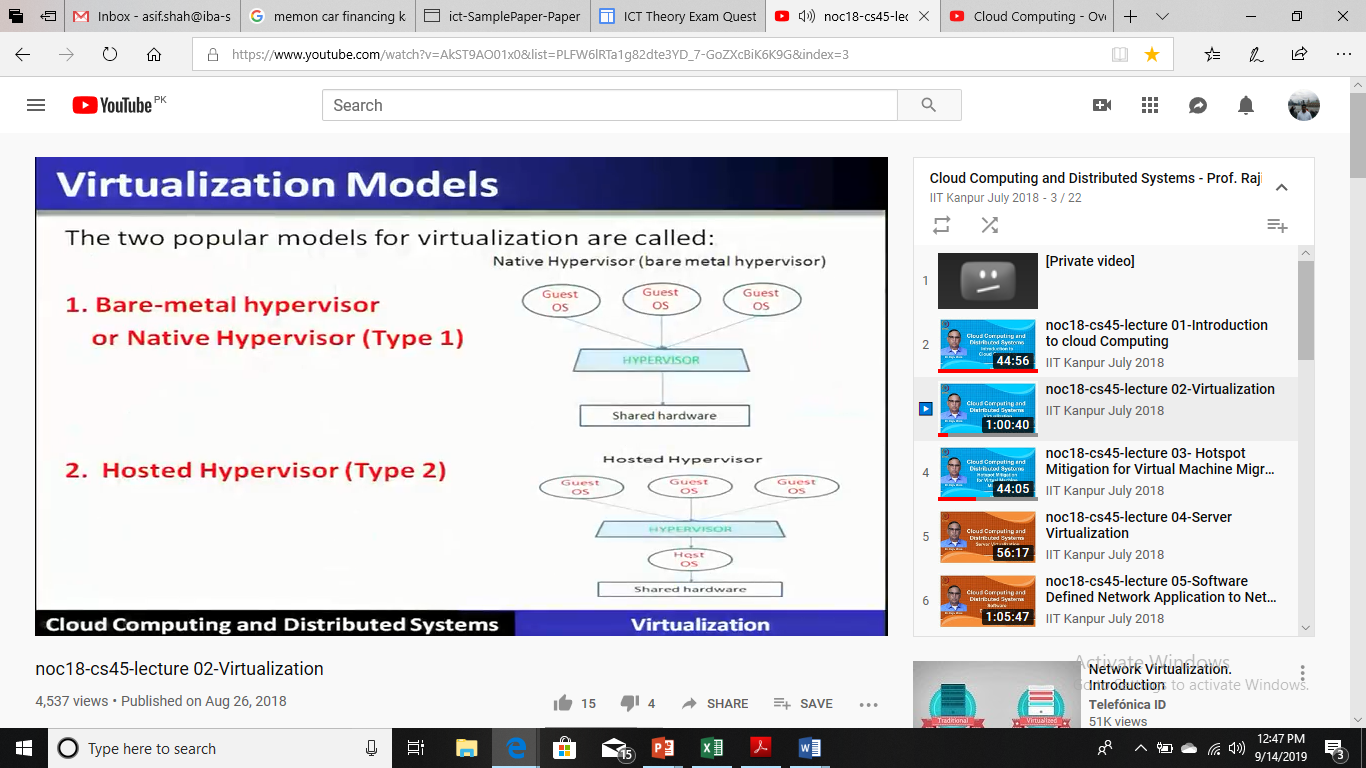 Inbox - asif.shah@iba-s
memon car financing k
ict-SamplePaper-Paper
ICT Theory Exam Quest
noc18-cs45-lec
Cloud Computing - Ove
https://www.youtube.com/watch?v=AkST9AO01x0&list=PLFW6lRTa1g82dte3YD_7-GoZXcBiK6K9G&index=3
YouTube PK
Search
Virtualization Models
The two popular models for virtualization are called:
Native Hypervisor (bare metal hypervisor)
Guest OS
Guest OS
Guest OS
1. Bare-metal hypervisor
or Native Hypervisor (Type 1)
HYPERVISOR
Shared hardware
2. Hosted Hypervisor (Type 2)
Hosted Hypervisor
Guest OS
Guest OS
Guest OS
HYPERVISOR
Host OS
Shared hardware
Cloud Computing and Distributed Systems
Virtualization
noc18-cs45-lecture 02-Virtualization
4,537 views • Published on Aug 26, 2018
15
4
SHARE
SAVE
Cloud Computing and Distributed Systems - Prof. Raj
IIT Kanpur July 2018 - 3 / 22
1
[Private video]
2
44:56
noc18-cs45-lecture 01-Introduction
to cloud Computing
IIT Kanpur July 2018
1:00:40
noc18-cs45-lecture 02-Virtualization
IIT Kanpur July 2018
4
44:05
noc18-cs45-lecture 03- Hotspot
Mitigation for Virtual Machine Migr...
IIT Kanpur July 2018
5
56:17
noc18-cs45-lecture 04-Server
Virtualization
IIT Kanpur July 2018
6
1:05:47
noc18-cs45-lecture 05-Software
Defined Network Application to Net...
IIT Kanpur July 2018
Traditional
Virtualized
Network Virtualization.
Introduction
Telefónica ID
51K views
Activate Windows
Go to Settings to activate Windows.
Type here to search
15
12:47 PM
9/14/2019
3